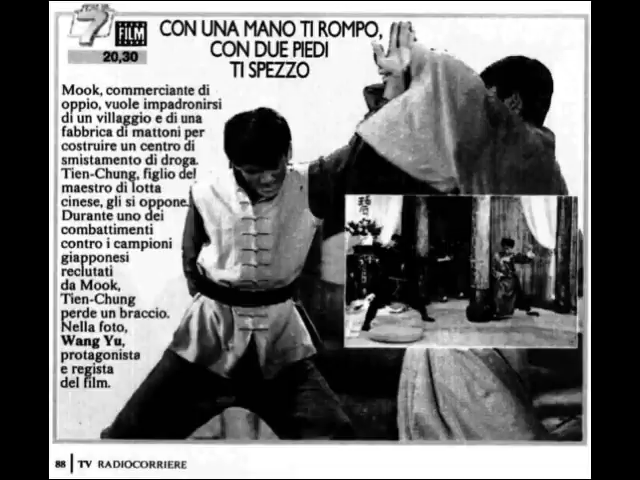 7
FILM
20,30
CON UNA MANO TI ROMPO,
CON DUE PIEDI
TI SPEZZO
Mook, commerciante di
oppio, vuole impadronirsi
di un villaggio e di una
fabbrica di mattoni per
costruire un centro di
smistamento di droga.
Tien-Chung, figlio del
maestro di lotta
cinese, gli si oppone.
Durante uno dei
combattimenti
contro i campioni
giapponesi
reclutati
da Mook,
Tien-Chung
perde un braccio.
Nella foto,
Wang Yu,
protagonista
e regista
del film.
88 | TV RADIOCORRIERE